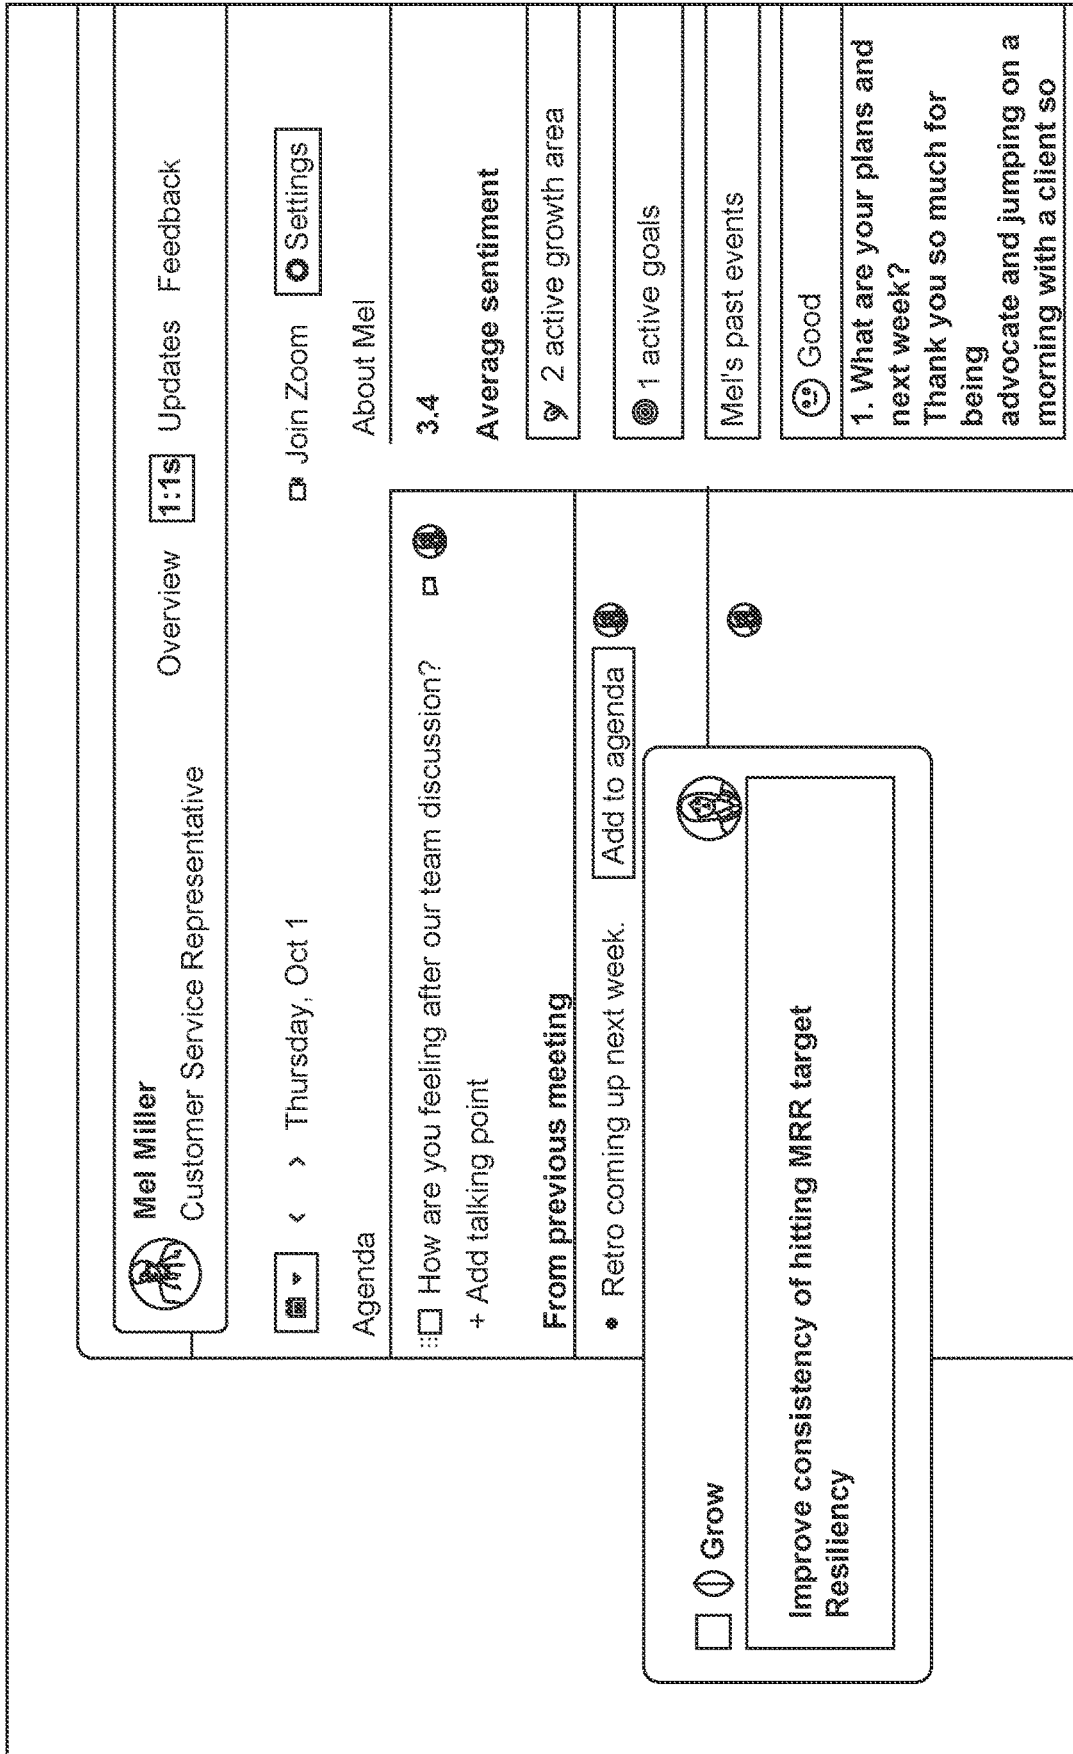 Mel Miller
Customer Service Representative
Overview 1:1s Updates Feedback
Thursday, Oct 1
Join Zoom
Settings
Agenda
How are you feeling after our team discussion?
+ Add talking point
From previous meeting
• Retro coming up next week.
Add to agenda
Grow
Improve consistency of hitting MRR target
Resiliency
About Mel
3.4
Average sentiment
2 active growth area
1 active goals
Mel's past events
Good
1. What are your plans and
next week?
Thank you so much for
being
advocate and jumping on a
morning with a client so